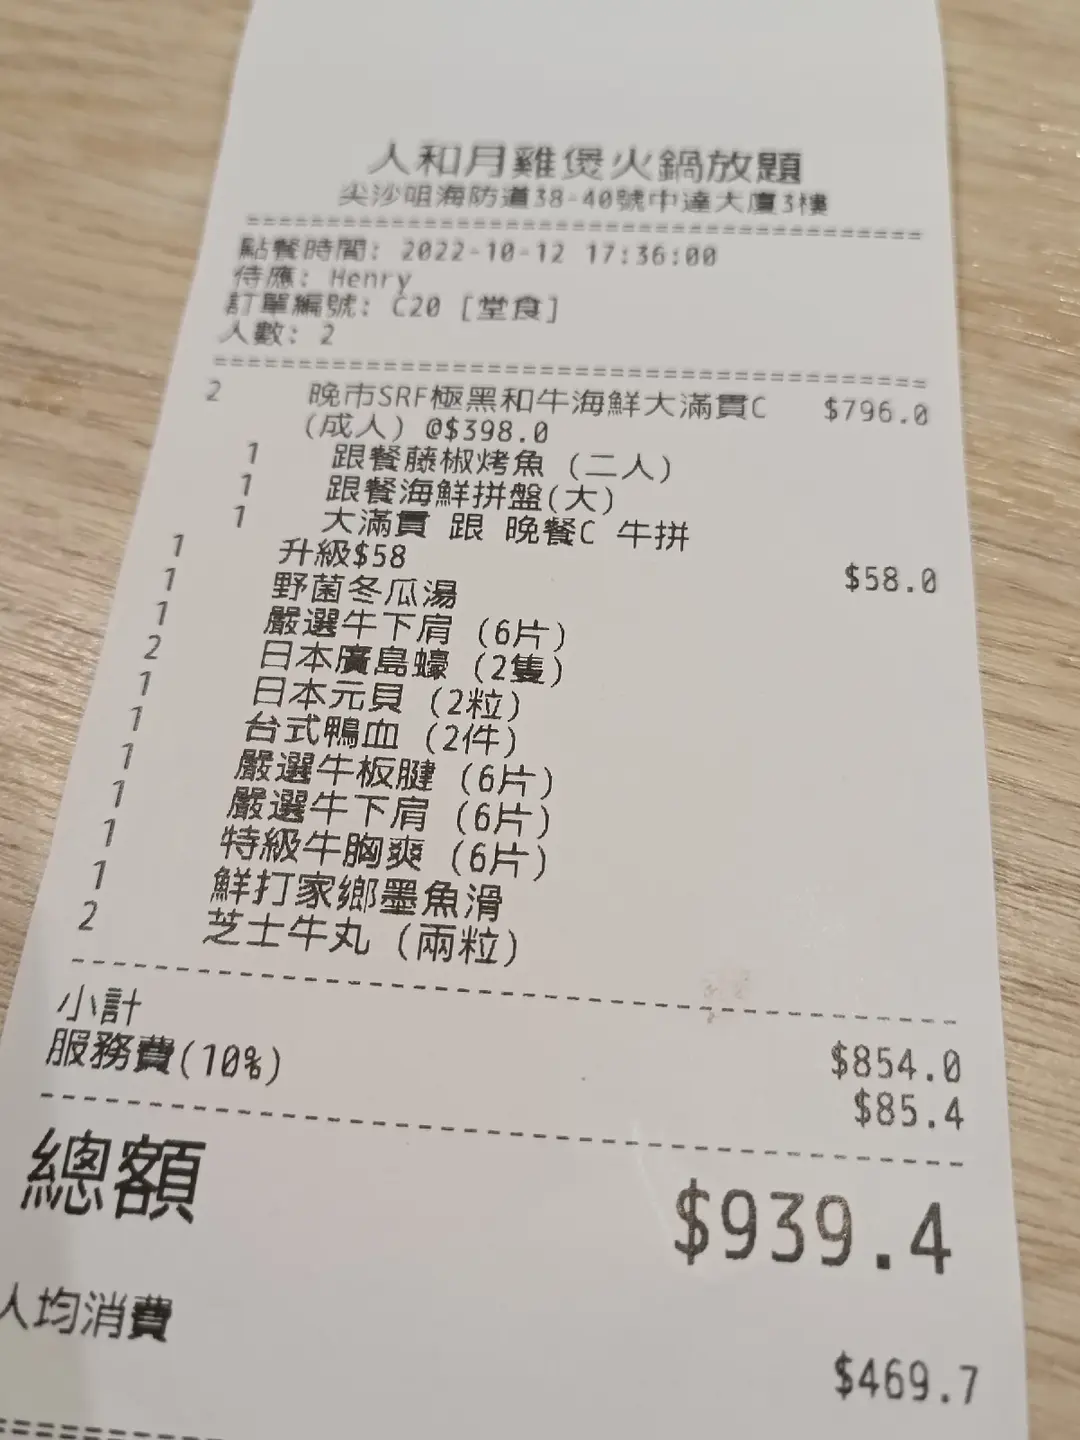 人和月雞煲火鍋放題
尖沙咀海防道38-40號中達大廈3樓
點餐時間: 2022-10-12 17:36:00
侍應: Henry
訂單編號: C20 [堂食]
人數: 2
2 晚市SRF極黑和牛海鮮大滿貫C $796.0
(成人) @$398.0
1 跟餐藤椒烤魚 (二人)
1 跟餐海鮮拼盤(大)
1 大滿貫 跟 晚餐C 牛拼
1 升級$58 $58.0
1 野菌冬瓜湯
1 嚴選牛下肩 (6片)
2 日本廣島蠔 (2隻)
1 日本元貝 (2粒)
1 台式鴨血 (2件)
1 嚴選牛板腱 (6片)
1 嚴選牛下肩 (6片)
1 特級牛胸爽 (6片)
1 鮮打家鄉墨魚滑
2 芝士牛丸 (兩粒)
小計 $854.0
服務費(10%) $85.4
總額 $939.4
人均消費 $469.7